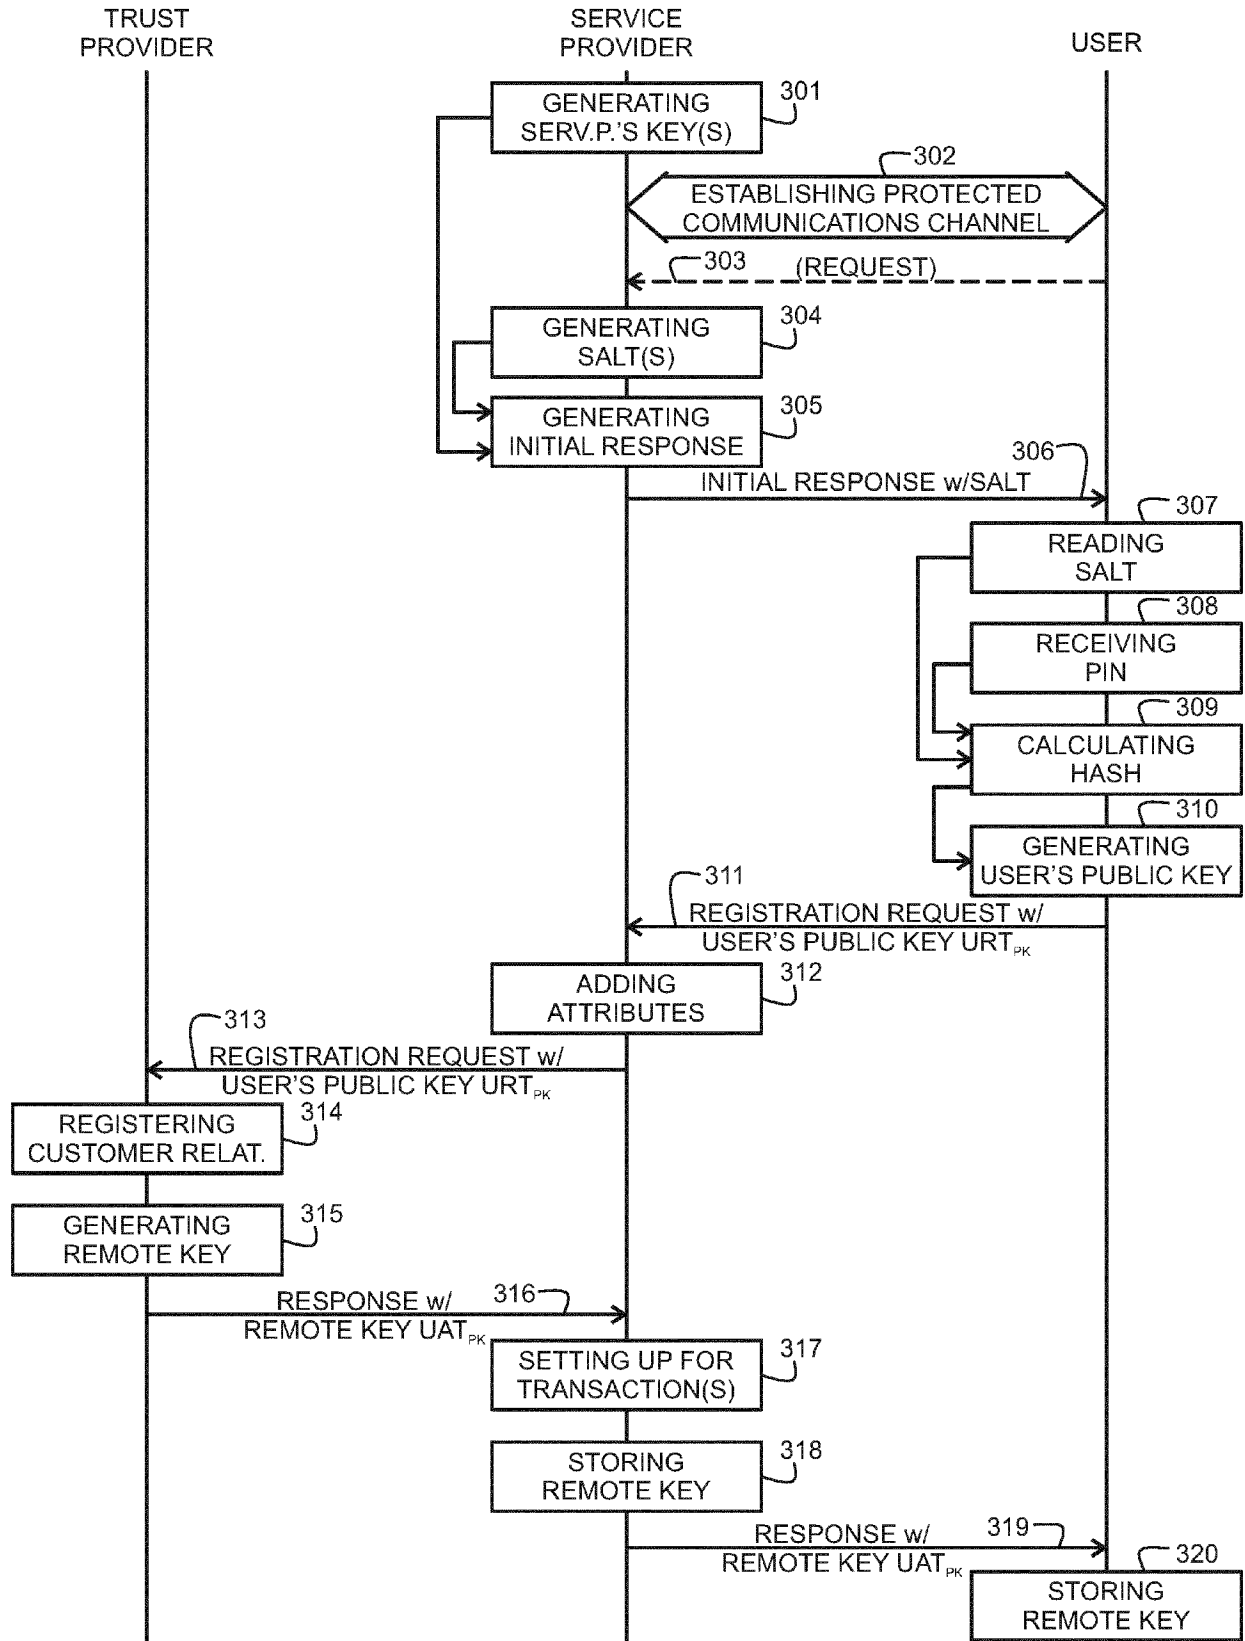 TRUST
PROVIDER
SERVICE
PROVIDER
USER
GENERATING
SERV.P.'S KEY(S)
301
302
ESTABLISHING PROTECTED
COMMUNICATIONS CHANNEL
303
(REQUEST)
GENERATING
SALT(S)
304
GENERATING
INITIAL RESPONSE
305
306
INITIAL RESPONSE w/SALT
307
READING
SALT
308
RECEIVING
PIN
309
CALCULATING
HASH
310
GENERATING
USER'S PUBLIC KEY
311
REGISTRATION REQUEST w/
USER'S PUBLIC KEY URTPK
ADDING
ATTRIBUTES
312
313
REGISTRATION REQUEST w/
USER'S PUBLIC KEY URTPK
REGISTERING
CUSTOMER RELAT.
314
GENERATING
REMOTE KEY
315
RESPONSE w/
REMOTE KEY UATPK
316
SETTING UP FOR
TRANSACTION(S)
317
STORING
REMOTE KEY
318
RESPONSE w/
REMOTE KEY UATPK
319
320
STORING
REMOTE KEY